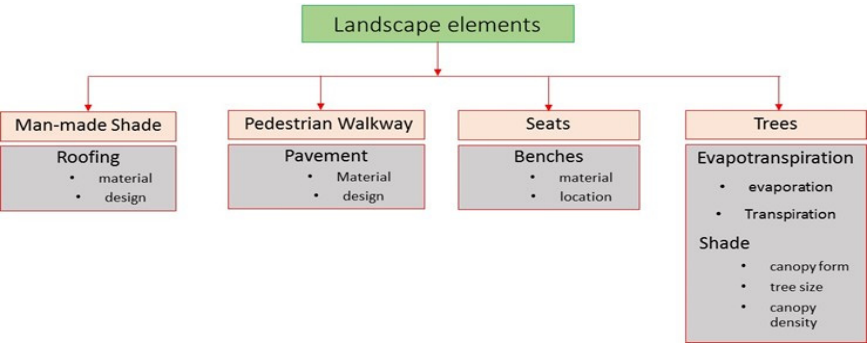 Landscape elements
Man-made Shade
Roofing
• material
• design
Pedestrian Walkway
Pavement
• Material
• design
Seats
Benches
• material
• location
Trees
Evapotranspiration
• evaporation
• Transpiration
Shade
• canopy form
• tree size
• canopy
density